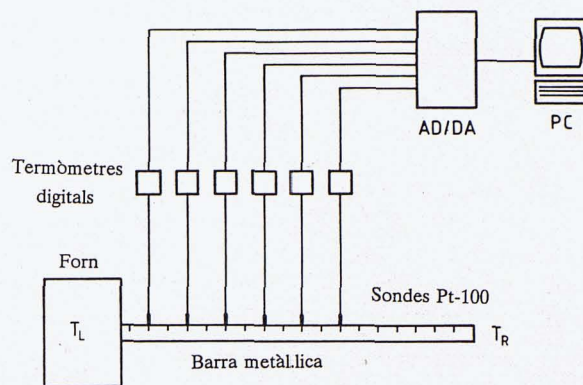 AD/DA
PC
Termòmetres
digitals
Forn
Sondes Pt-100
T_L
T_R
Barra metàl.lica